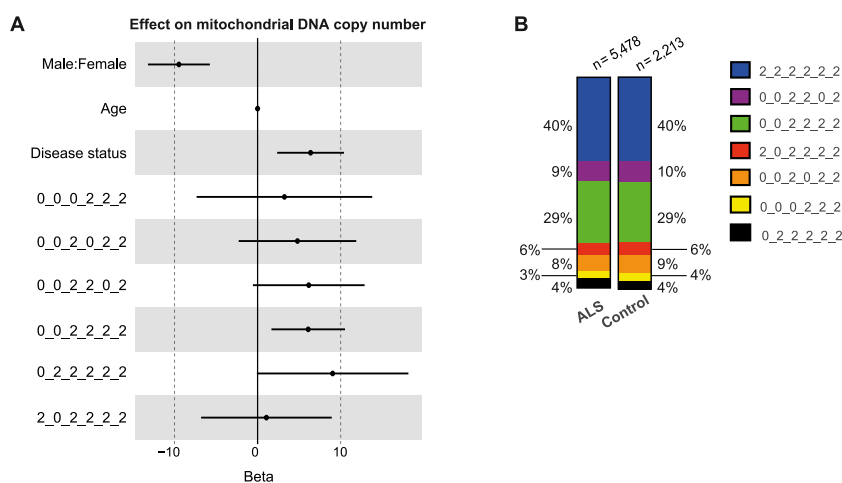 A
Effect on mitochondrial DNA copy number
Male:Female
Age
Disease status
0_0_0_2_2_2
0_0_2_0_2_2
0_0_2_2_0_2
0_0_2_2_2_2
0_2_2_2_2_2
2_0_2_2_2_2
−10 0 10
Beta
B
n= 5,478 n= 2,213
40% 40%
9% 10%
29% 29%
6% 6%
8% 9%
3% 4%
4% 4%
ALS Control
2_2_2_2_2_2
0_0_2_2_0_2
0_0_2_2_2_2
2_0_2_2_2_2
0_0_2_0_2_2
0_0_0_2_2_2
0_2_2_2_2_2